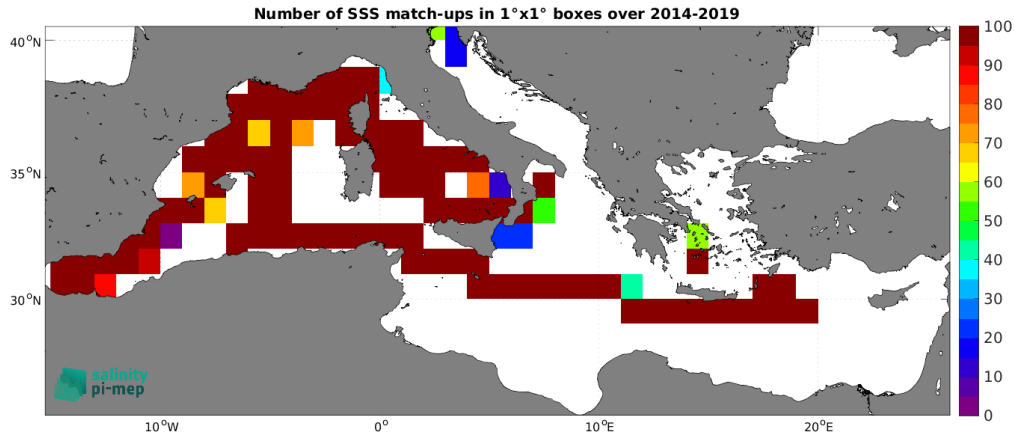 Number of SSS match-ups in 1°x1° boxes over 2014-2019
40°N
35°N
30°N
10°W
0°
10°E
20°E
100
90
80
70
60
50
40
30
20
10
0
salinity
pi-mep